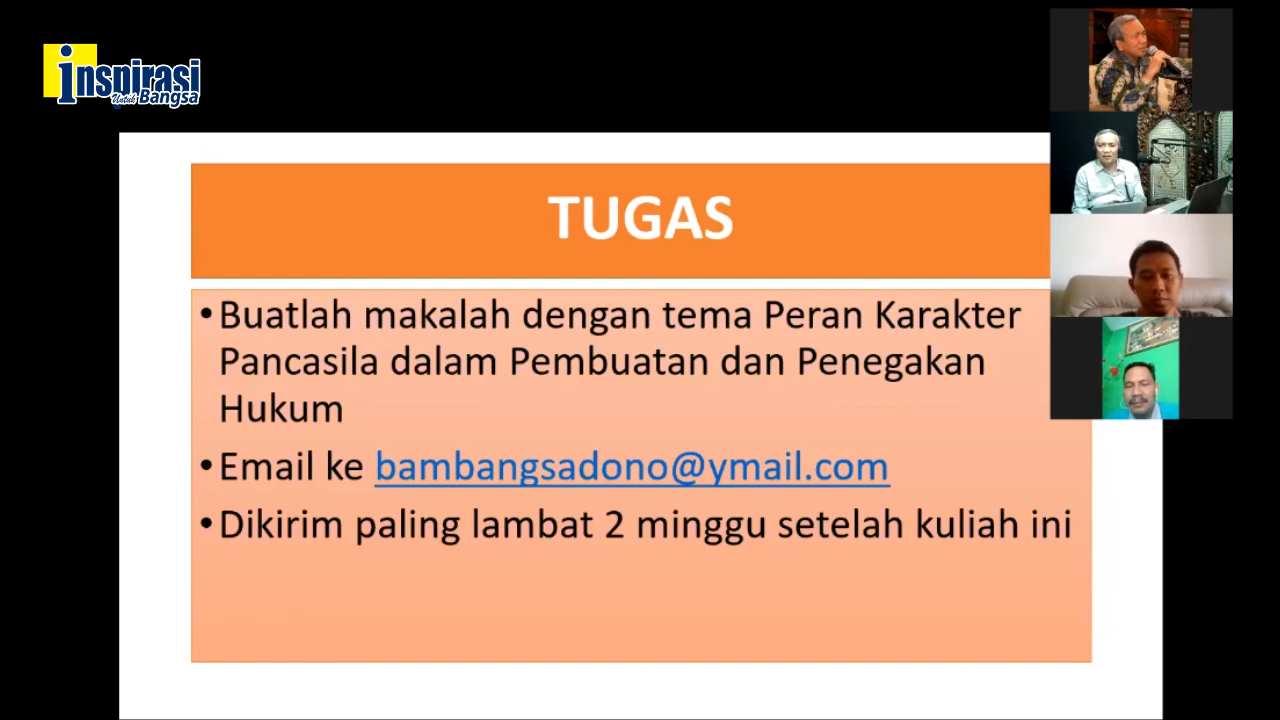 inspirasi
Untuk Bangsa
TUGAS
• Buatlah makalah dengan tema Peran Karakter
Pancasila dalam Pembuatan dan Penegakan
Hukum
• Email ke bambangsadono@ymail.com
• Dikirim paling lambat 2 minggu setelah kuliah ini